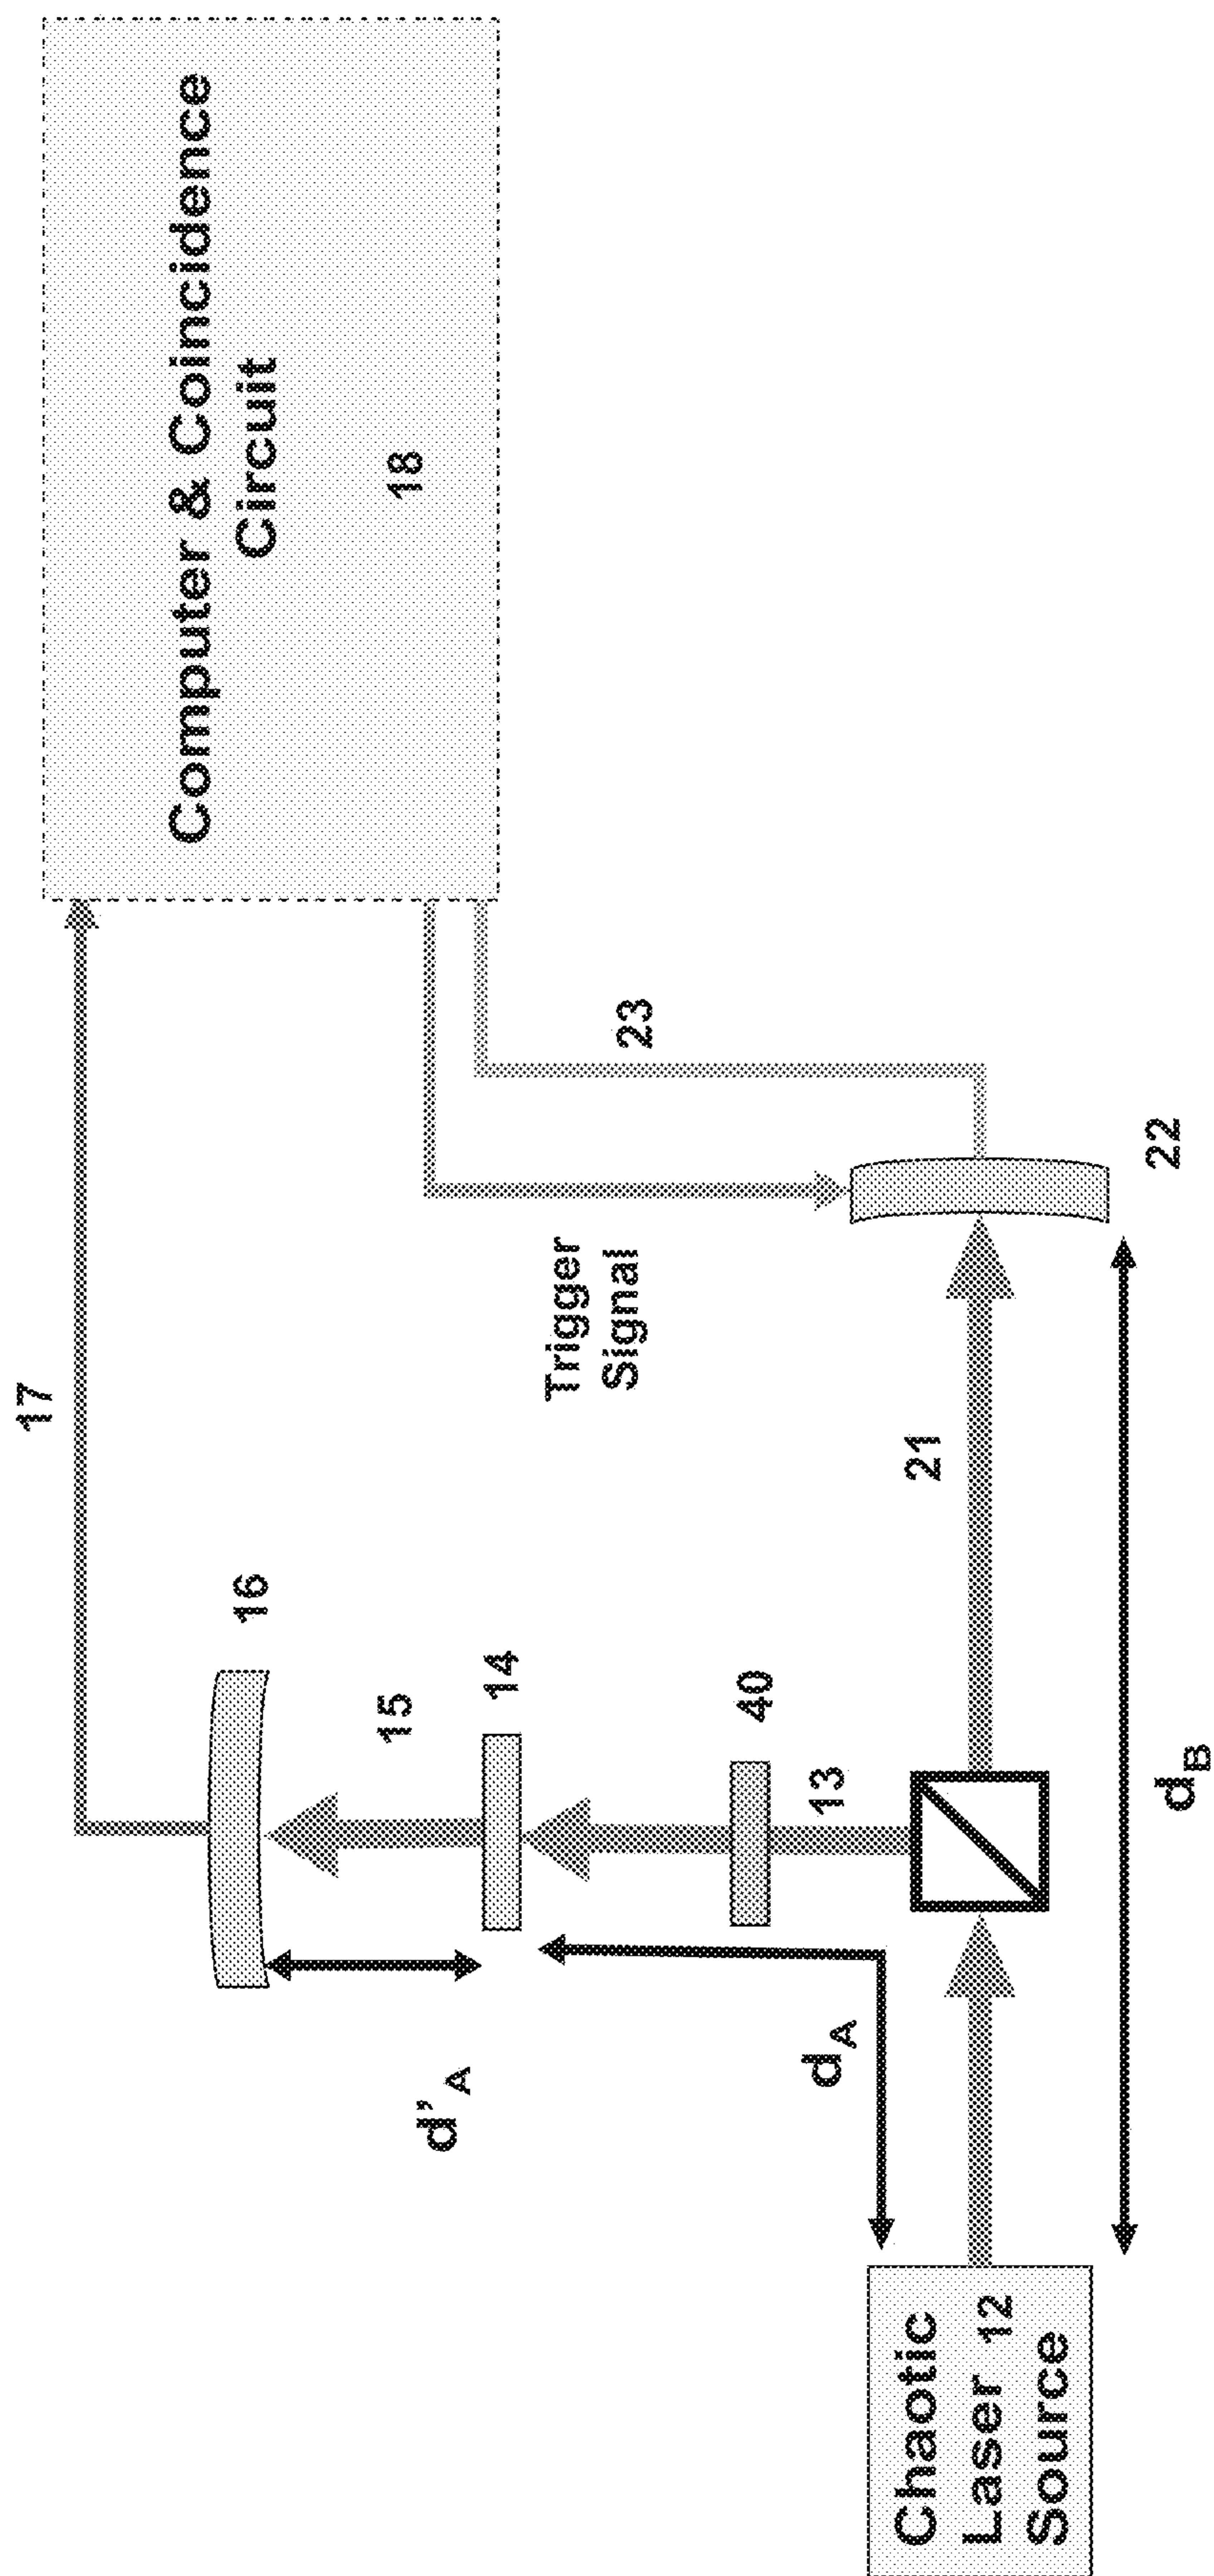 Computer & Coincidence
Circuit
18
17
23
Trigger
Signal
22
16
15
14
40
13
21
d'A
dA
dB
Chaotic
Laser 12
Source